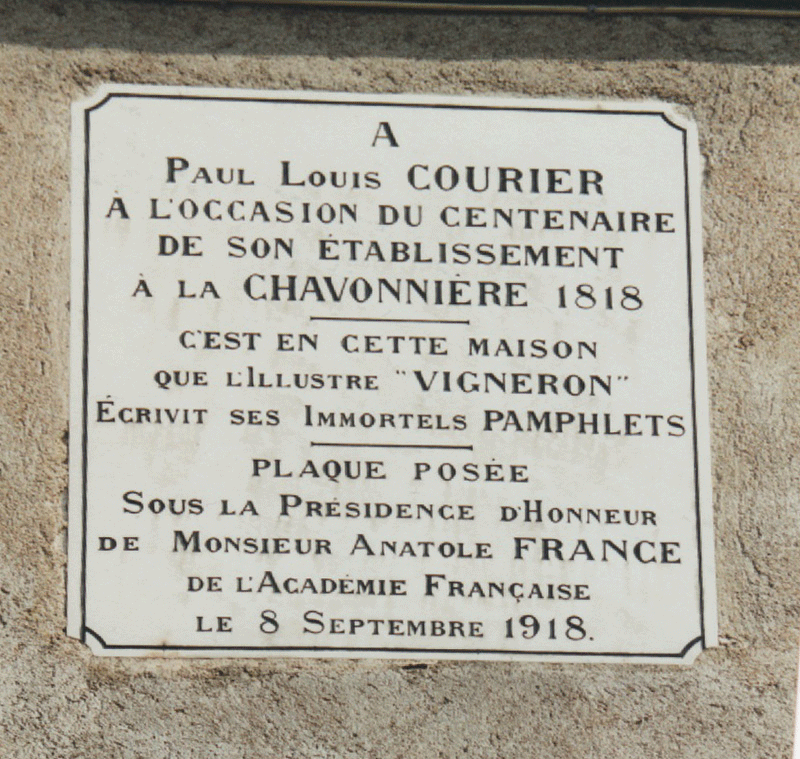 A
PAUL LOUIS COURIER
À L'OCCASION DU CENTENAIRE
DE SON ÉTABLISSEMENT
À LA CHAVONNIÈRE 1818
C'EST EN CETTE MAISON
QUE L'ILLUSTRE "VIGNERON"
ÉCRIVIT SES IMMORTELS PAMPHLETS
PLAQUE POSÉE
SOUS LA PRÉSIDENCE D'HONNEUR
DE MONSIEUR ANATOLE FRANCE
DE L'ACADÉMIE FRANÇAISE
LE 8 SEPTEMBRE 1918.